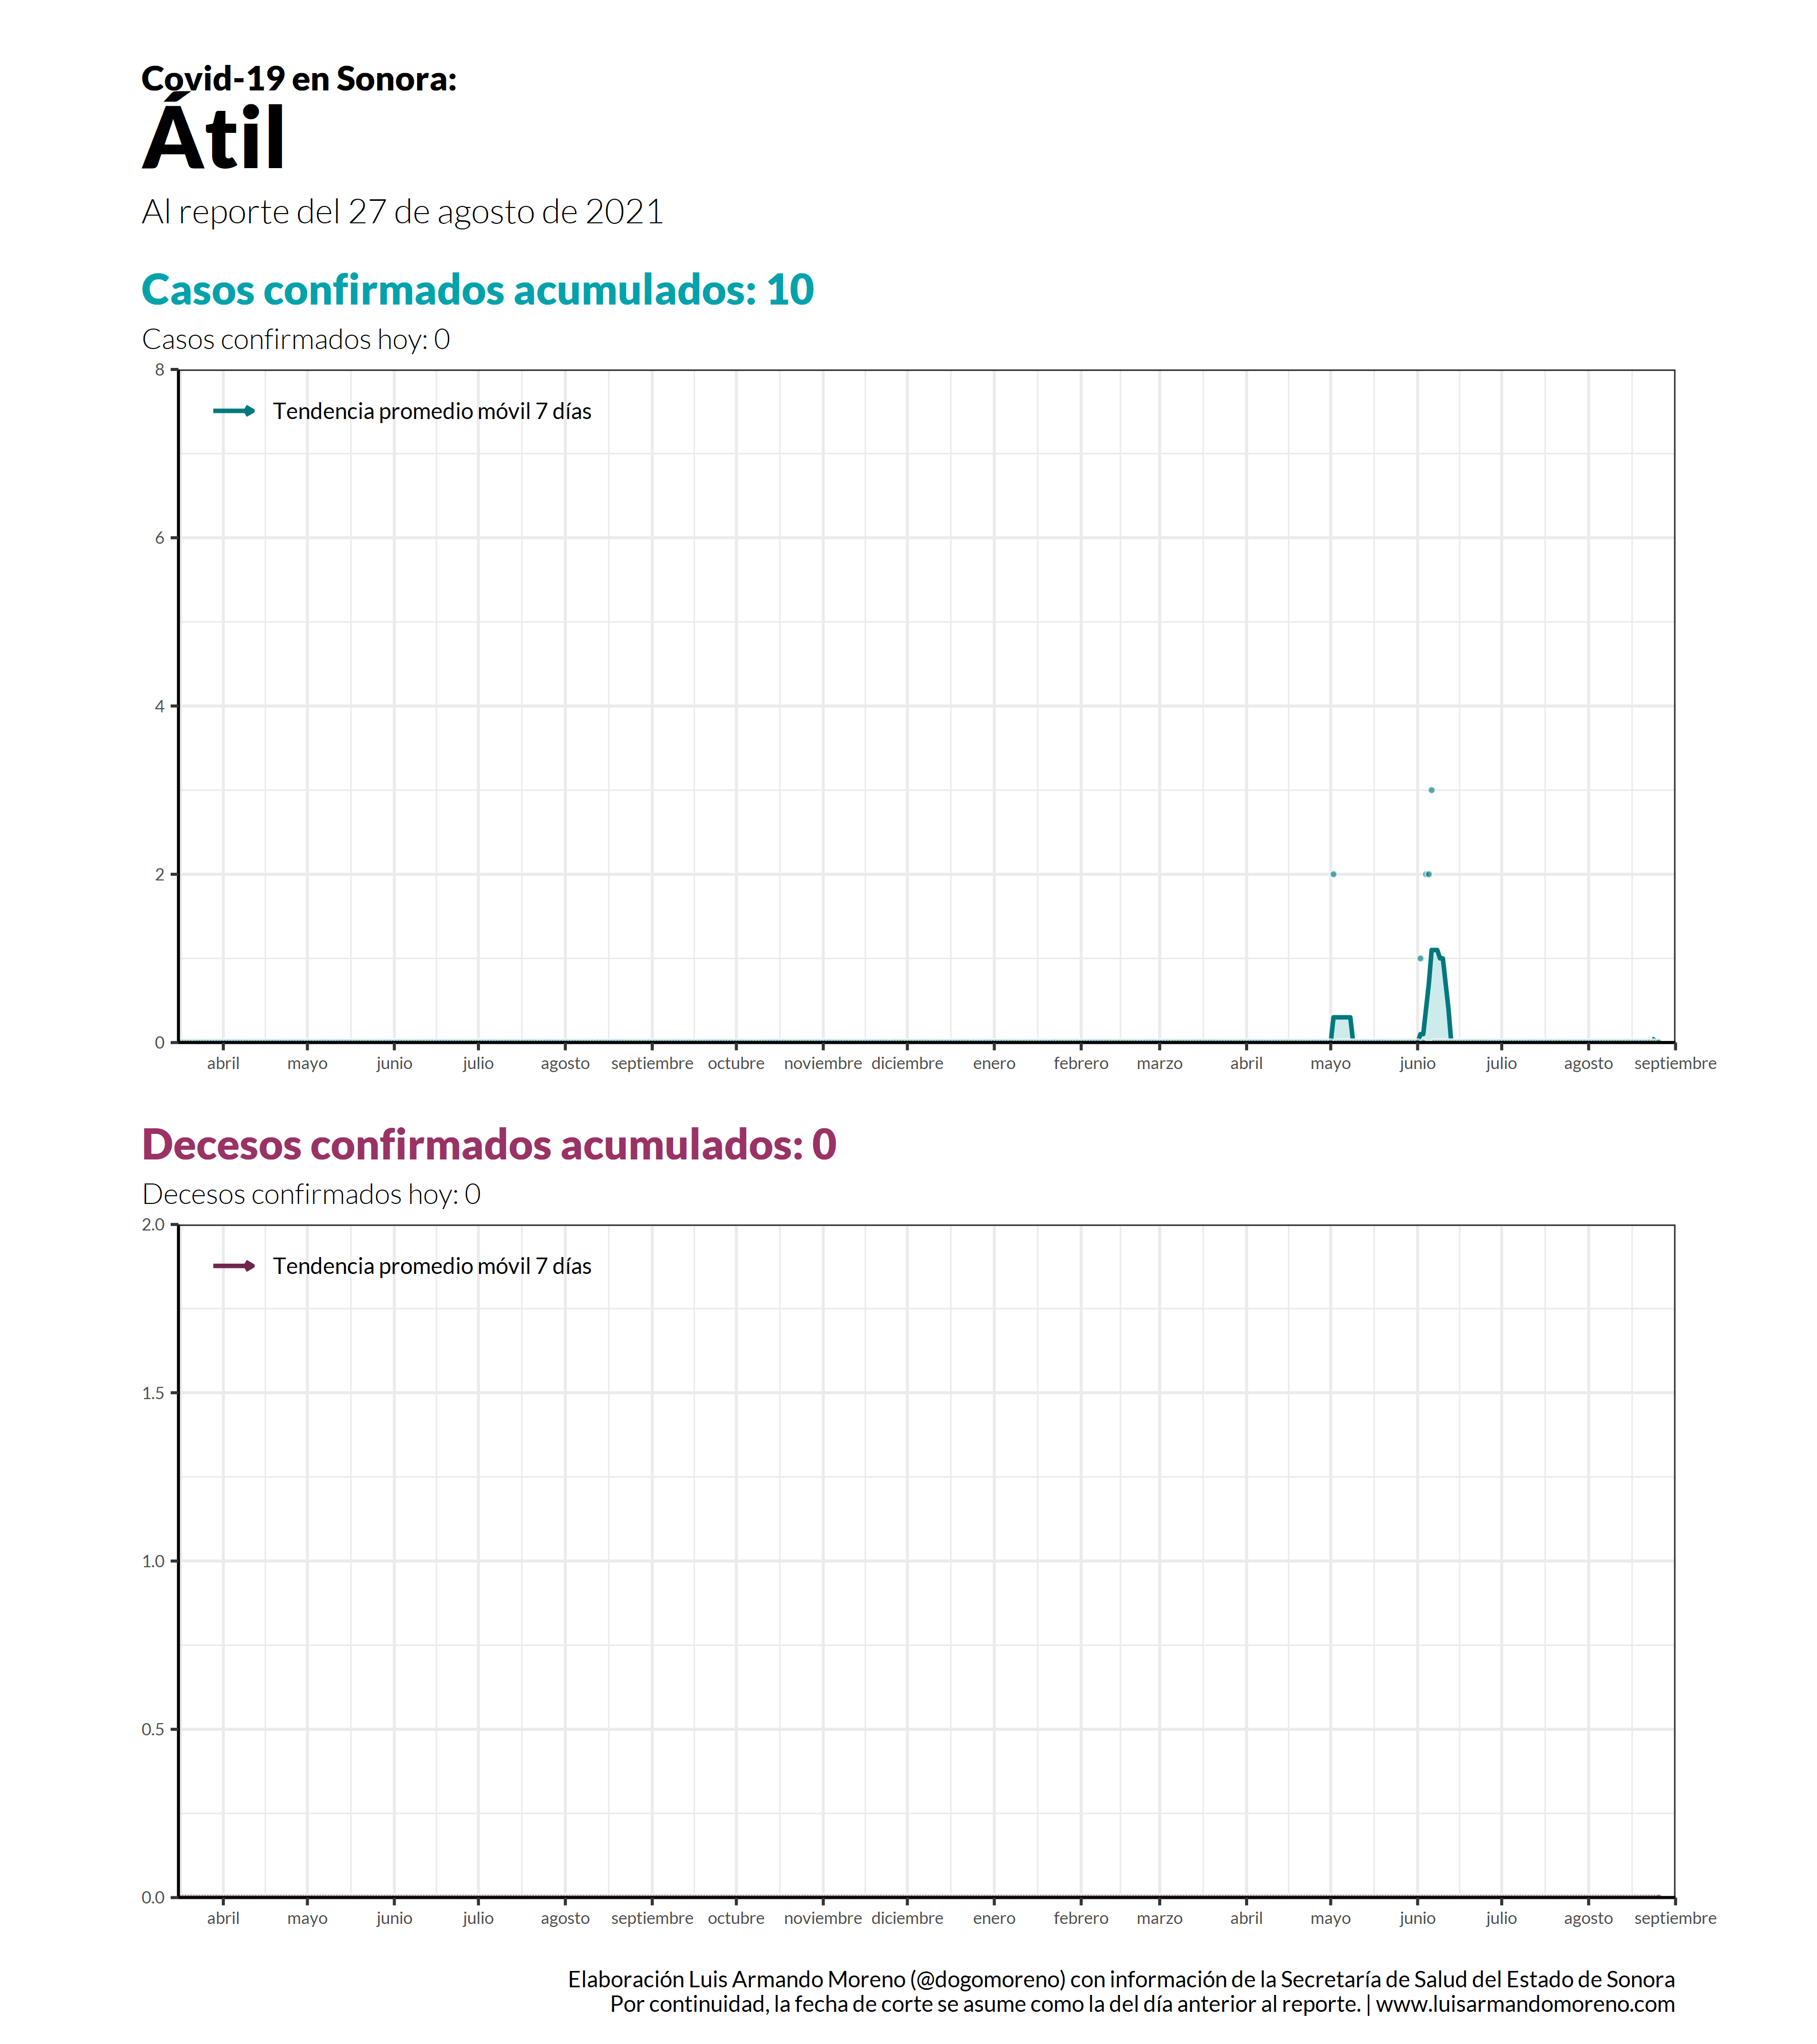 Covid-19 en Sonora:
Átil
Al reporte del 27 de agosto de 2021
Casos confirmados acumulados: 10
Casos confirmados hoy: 0
8
Tendencia promedio móvil 7 días
6
4
2
0
abril mayo junio julio agosto septiembre octubre noviembre diciembre enero febrero marzo abril mayo junio julio agosto septiembre
Decesos confirmados acumulados: 0
Decesos confirmados hoy: 0
2.0
Tendencia promedio móvil 7 días
1.5
1.0
0.5
0.0
abril mayo junio julio agosto septiembre octubre noviembre diciembre enero febrero marzo abril mayo junio julio agosto septiembre
Elaboración Luis Armando Moreno (@dogomoreno) con información de la Secretaría de Salud del Estado de Sonora
Por continuidad, la fecha de corte se asume como la del día anterior al reporte. | www.luisarmandomoreno.com